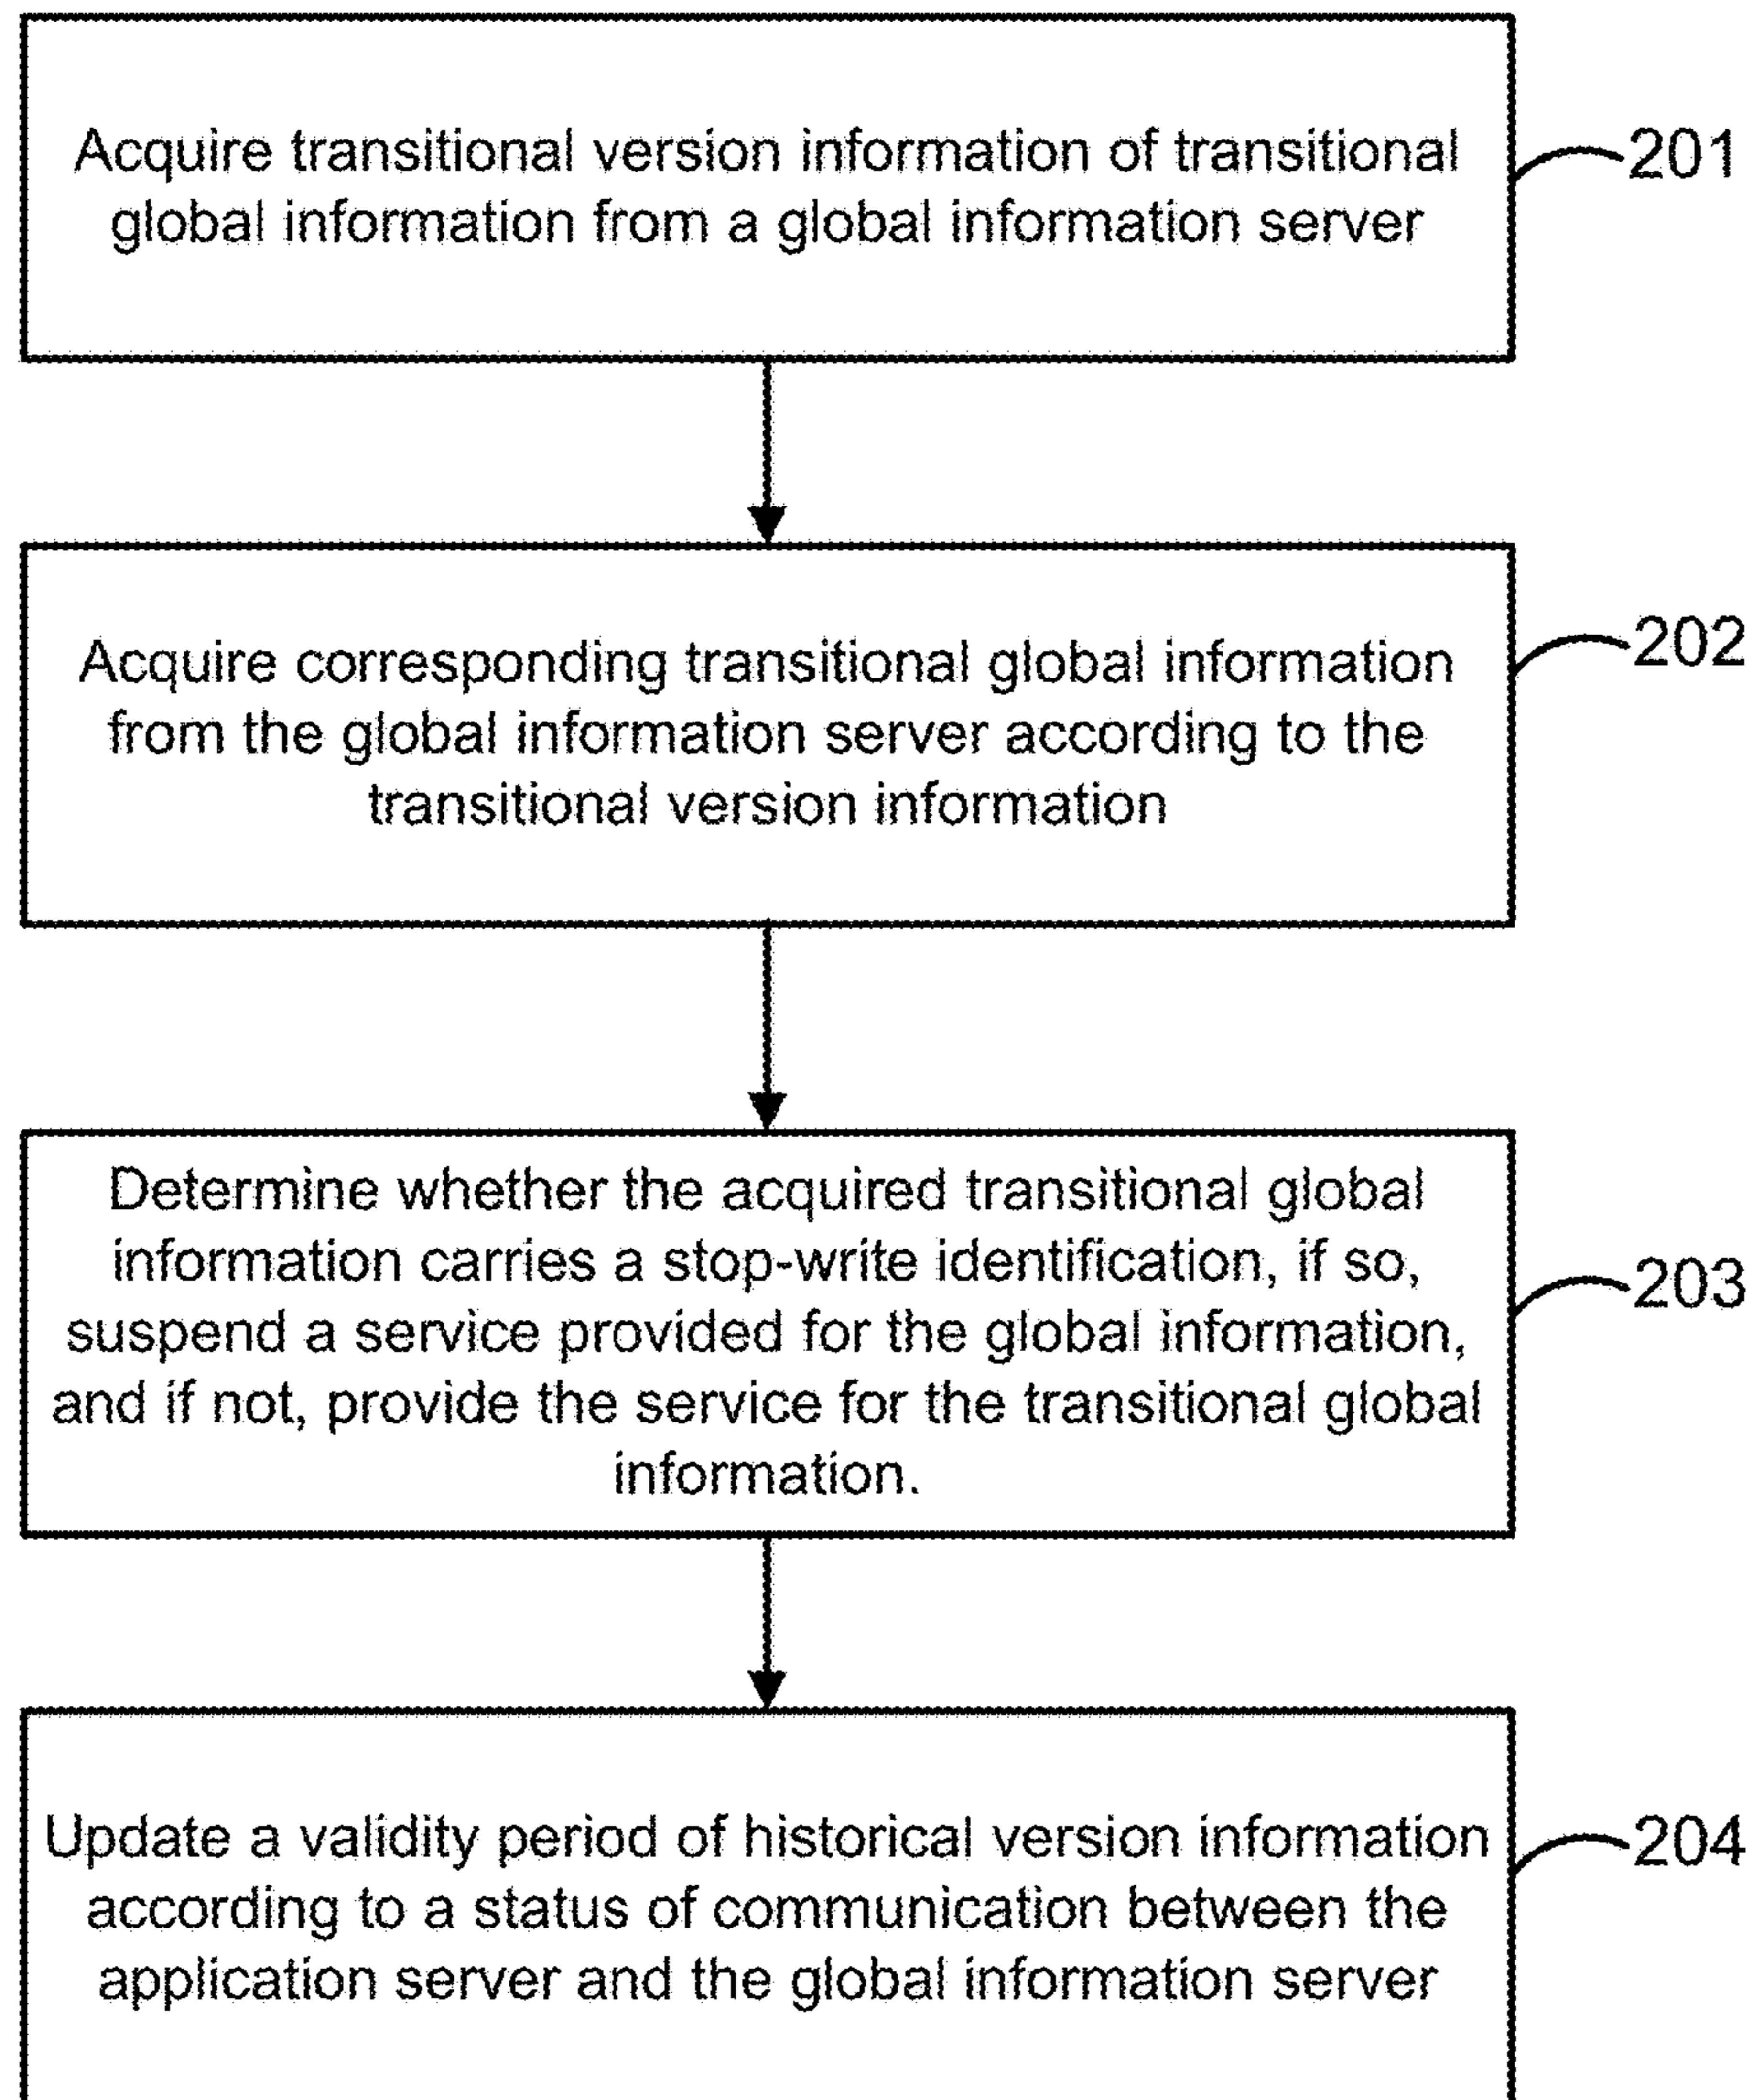 Acquire transitional version information of transitional
global information from a global information server
201
Acquire corresponding transitional global information
from the global information server according to the
transitional version information
202
Determine whether the acquired transitional global
information carries a stop-write identification, if so,
suspend a service provided for the global information,
and if not, provide the service for the transitional global
information.
203
Update a validity period of historical version information
according to a status of communication between the
application server and the global information server
204